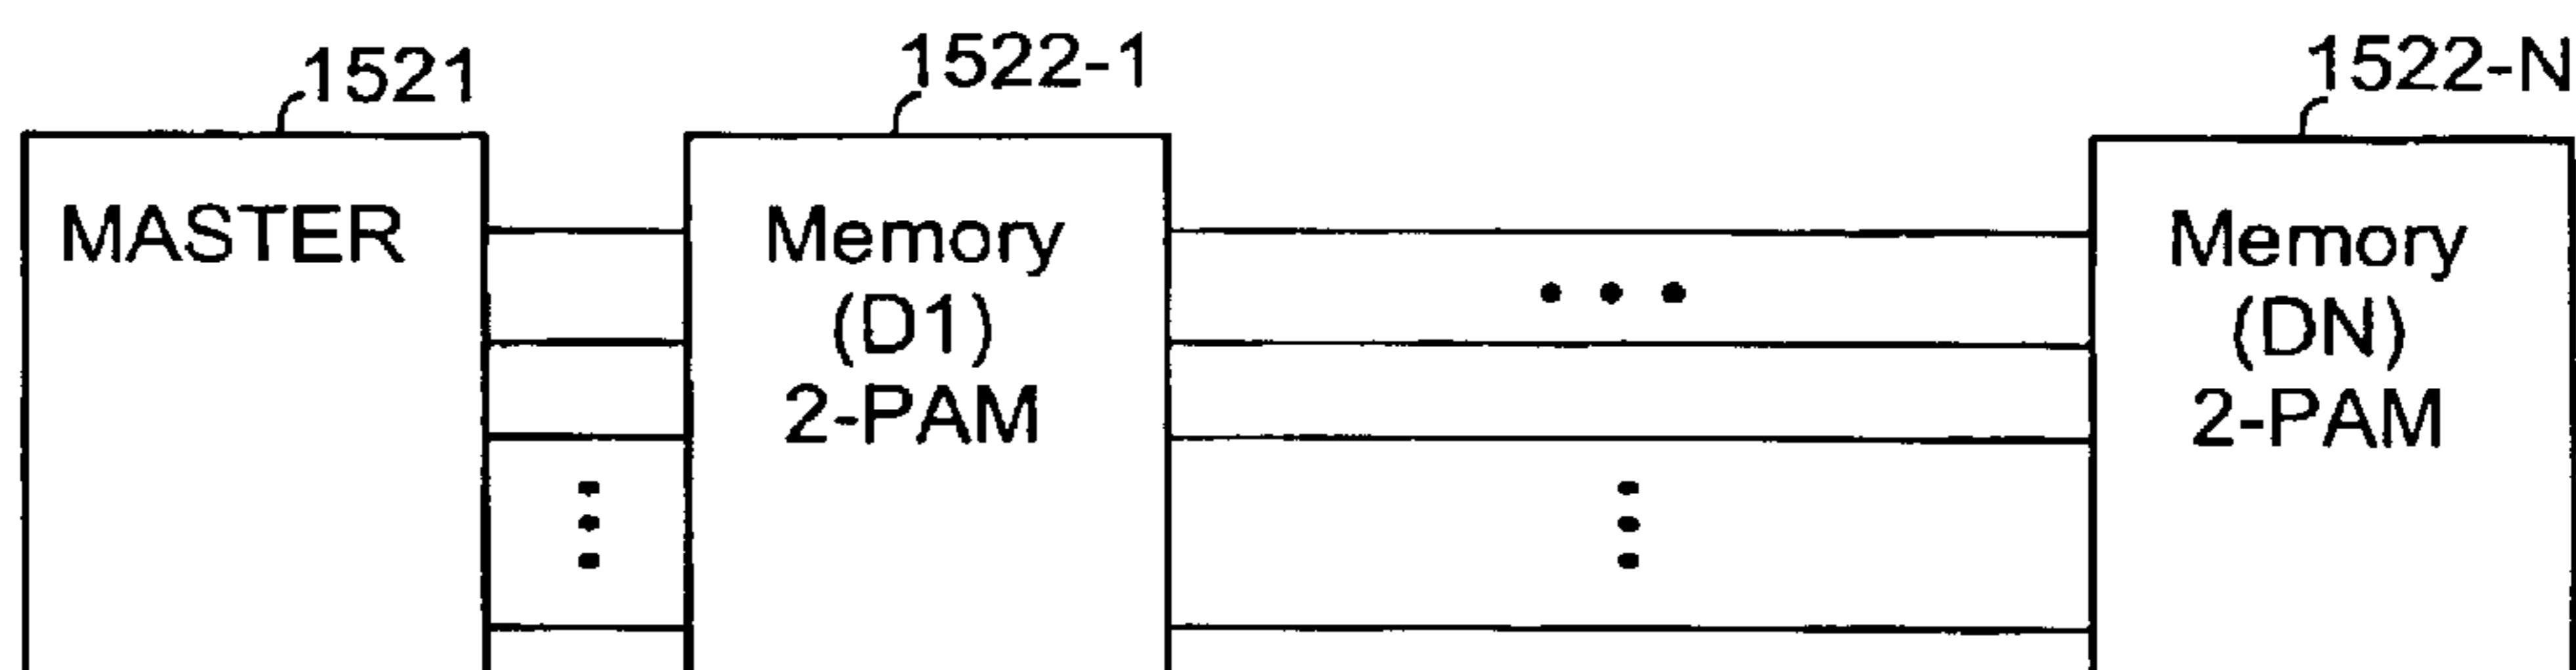 1521
1522-1
1522-N
MASTER
Memory
(D1)
2-PAM
Memory
(DN)
2-PAM